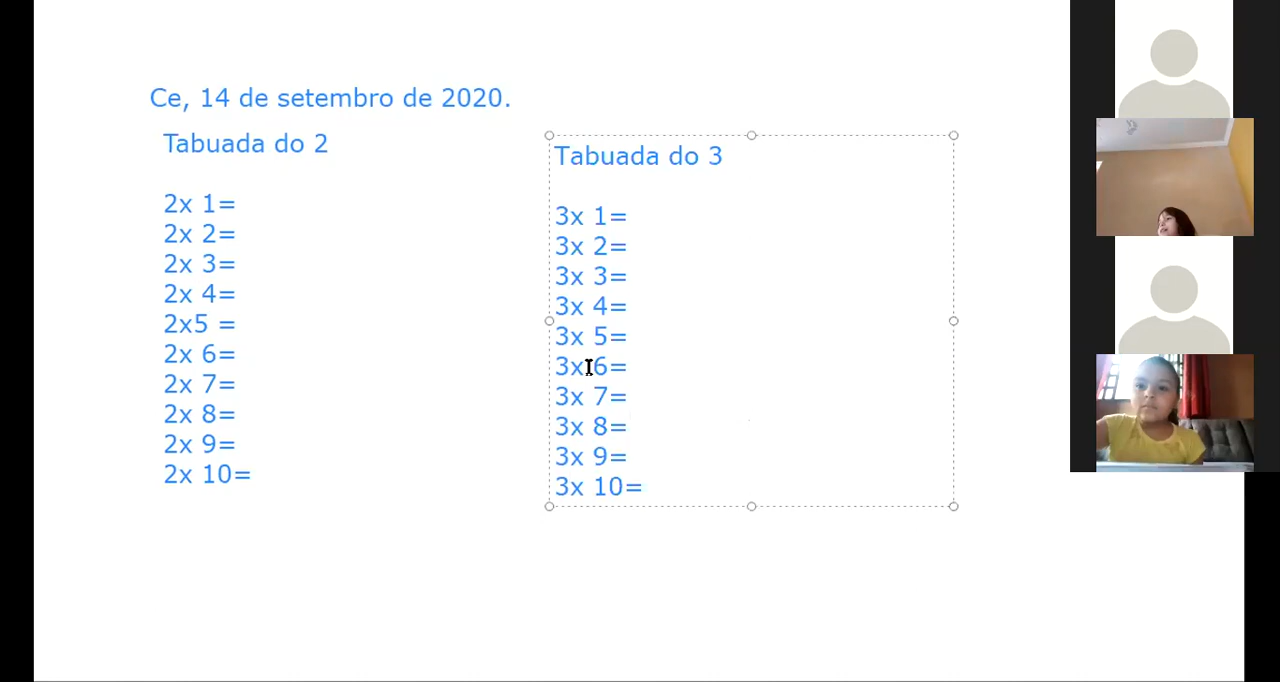 Ce, 14 de setembro de 2020.
Tabuada do 2
2x 1=
2x 2=
2x 3=
2x 4=
2x5 =
2x 6=
2x 7=
2x 8=
2x 9=
2x 10=
Tabuada do 3
3x 1=
3x 2=
3x 3=
3x 4=
3x 5=
3x 6=
3x 7=
3x 8=
3x 9=
3x 10=